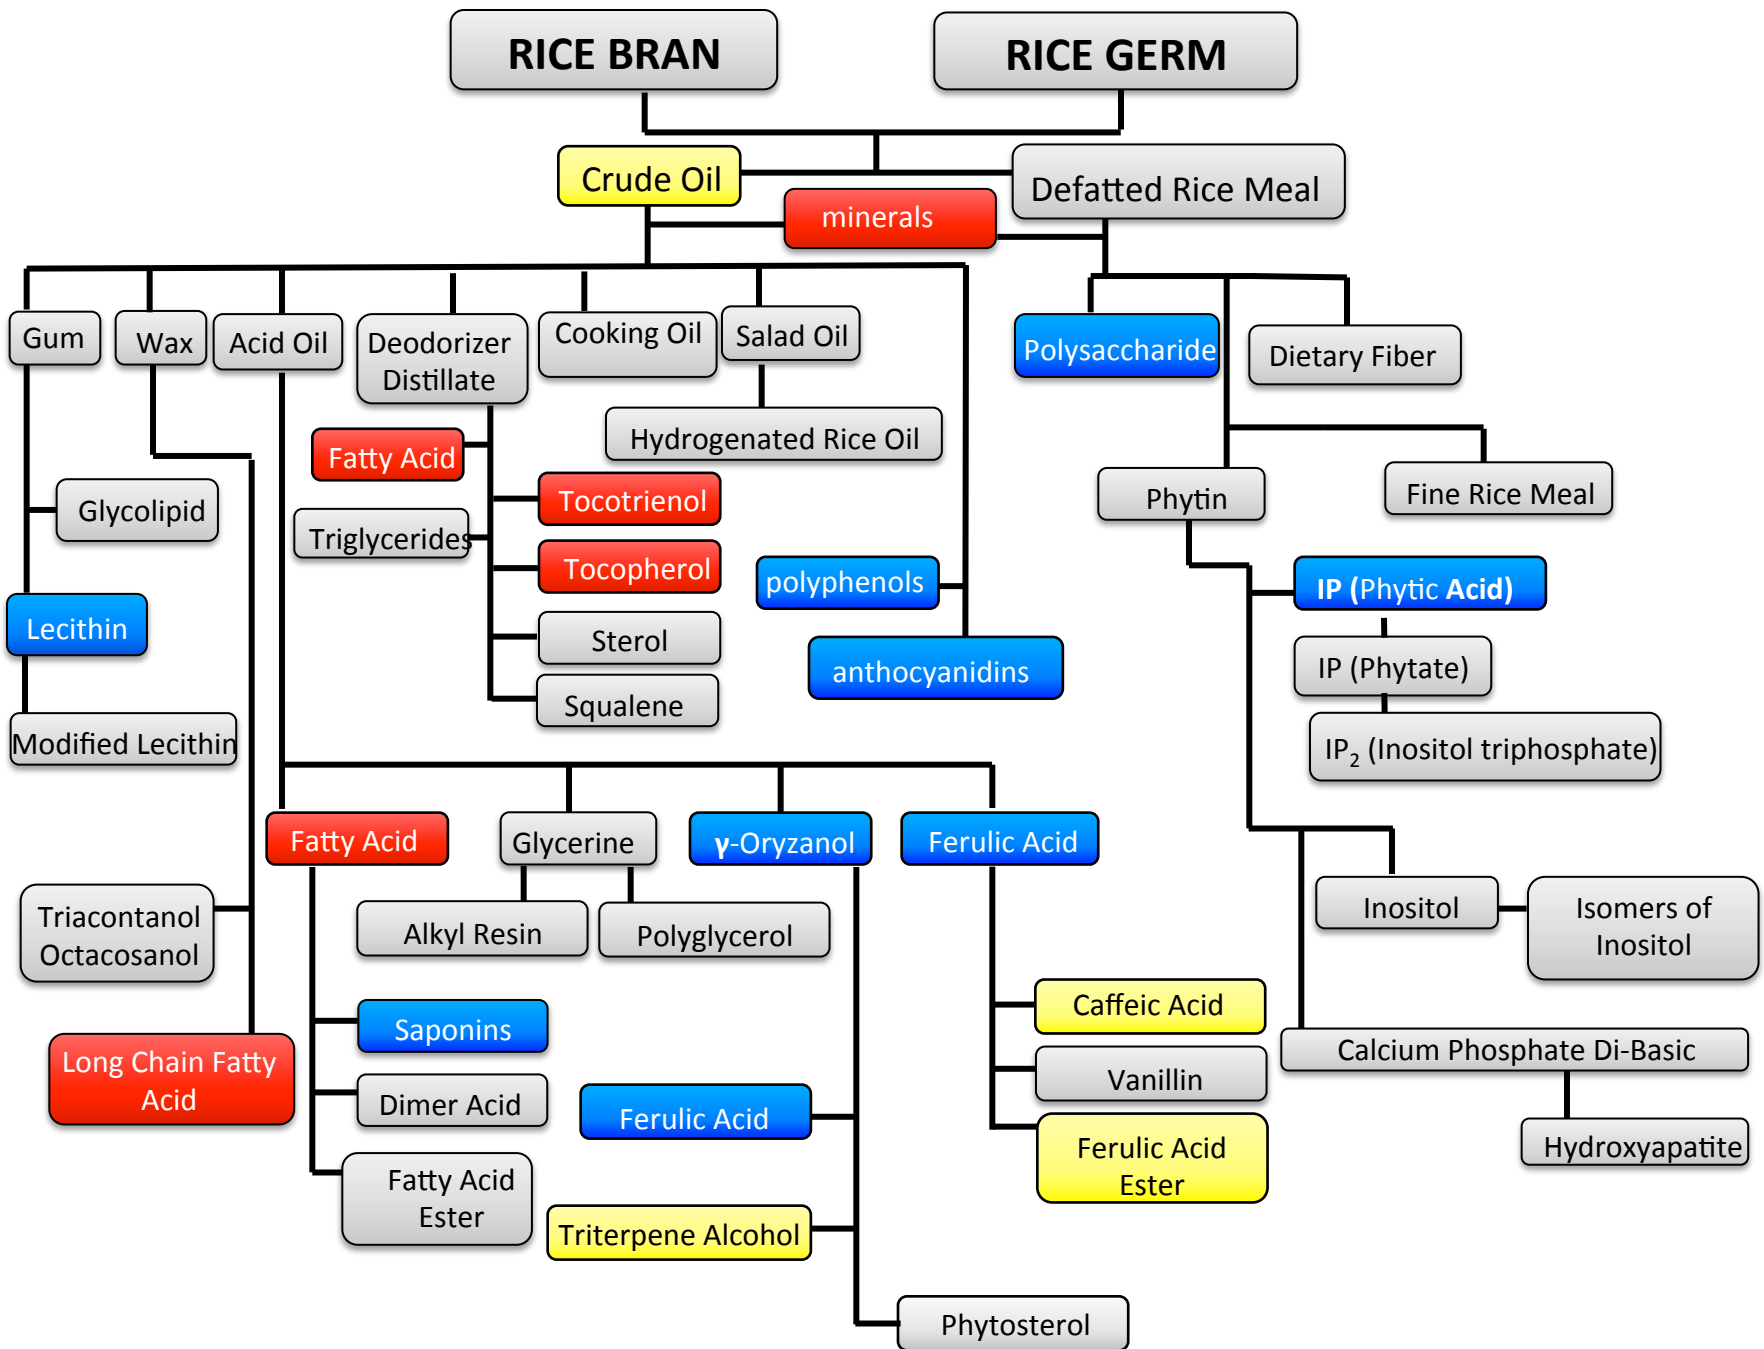 RICE BRAN
RICE GERM
Crude Oil
Defatted Rice Meal
minerals
Gum
Wax
Acid Oil
Deodorizer
Distillate
Cooking Oil
Salad Oil
Polysaccharide
Dietary Fiber
Hydrogenated Rice Oil
Fatty Acid
Glycolipid
Tocotrienol
Triglycerides
Tocopherol
Phytin
Fine Rice Meal
polyphenols
IP (Phytic Acid)
Lecithin
Sterol
anthocyanidins
IP (Phytate)
Squalene
Modified Lecithin
IP₂ (Inositol triphosphate)
Fatty Acid
Glycerine
γ-Oryzanol
Ferulic Acid
Triacontanol
Octacosanol
Alkyl Resin
Polyglycerol
Inositol
Isomers of
Inositol
Saponins
Caffeic Acid
Long Chain Fatty
Acid
Calcium Phosphate Di-Basic
Vanillin
Dimer Acid
Ferulic Acid
Hydroxyapatite
Ferulic Acid
Ester
Fatty Acid
Ester
Triterpene Alcohol
Phytosterol